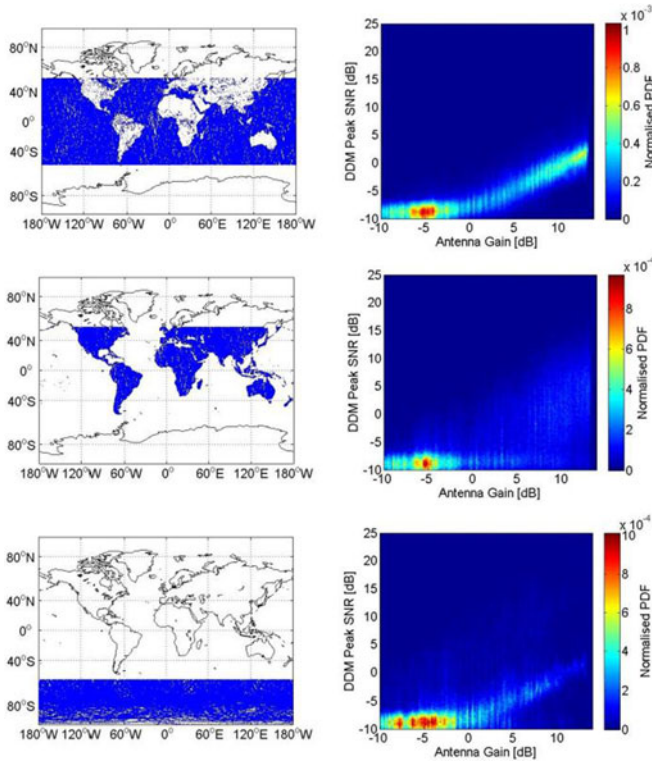 80°N
40°N
0°
40°S
80°S
180°W 120°W 60°W 0° 60°E 120°E 180°W
DDM Peak SNR [dB]
25
20
15
10
5
0
-5
-10
-10 -5 0 5 10
Antenna Gain [dB]
x 10⁻³
1
0.8
0.6
0.4
0.2
0
Normalised PDF
80°N
40°N
0°
40°S
80°S
180°W 120°W 60°W 0° 60°E 120°E 180°W
DDM Peak SNR [dB]
25
20
15
10
5
0
-5
-10
-10 -5 0 5 10
Antenna Gain [dB]
x 10⁻⁴
8
6
4
2
0
Normalised PDF
80°N
40°N
0°
40°S
80°S
180°W 120°W 60°W 0° 60°E 120°E 180°W
DDM Peak SNR [dB]
25
20
15
10
5
0
-5
-10
-10 -5 0 5 10
Antenna Gain [dB]
x 10⁻⁴
10
8
6
4
2
0
Normalised PDF